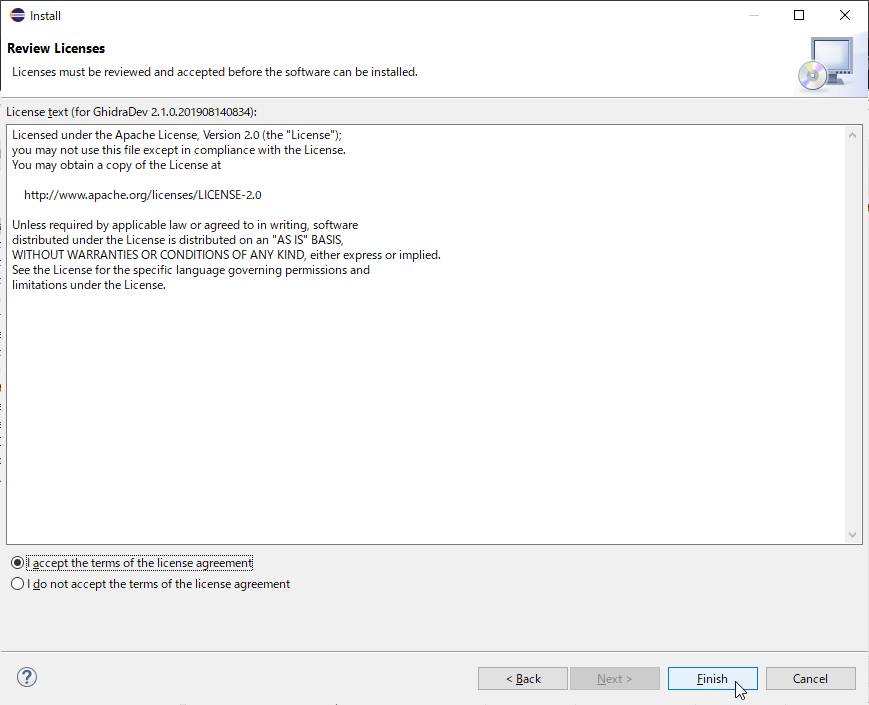 Install
Review Licenses
Licenses must be reviewed and accepted before the software can be installed.
License text (for GhidraDev 2.1.0.201908140834):
Licensed under the Apache License, Version 2.0 (the "License");
you may not use this file except in compliance with the License.
You may obtain a copy of the License at
http://www.apache.org/licenses/LICENSE-2.0
Unless required by applicable law or agreed to in writing, software
distributed under the License is distributed on an "AS IS" BASIS,
WITHOUT WARRANTIES OR CONDITIONS OF ANY KIND, either express or implied.
See the License for the specific language governing permissions and
limitations under the License.
I accept the terms of the license agreement
I do not accept the terms of the license agreement
?
< Back
Next >
Finish
Cancel